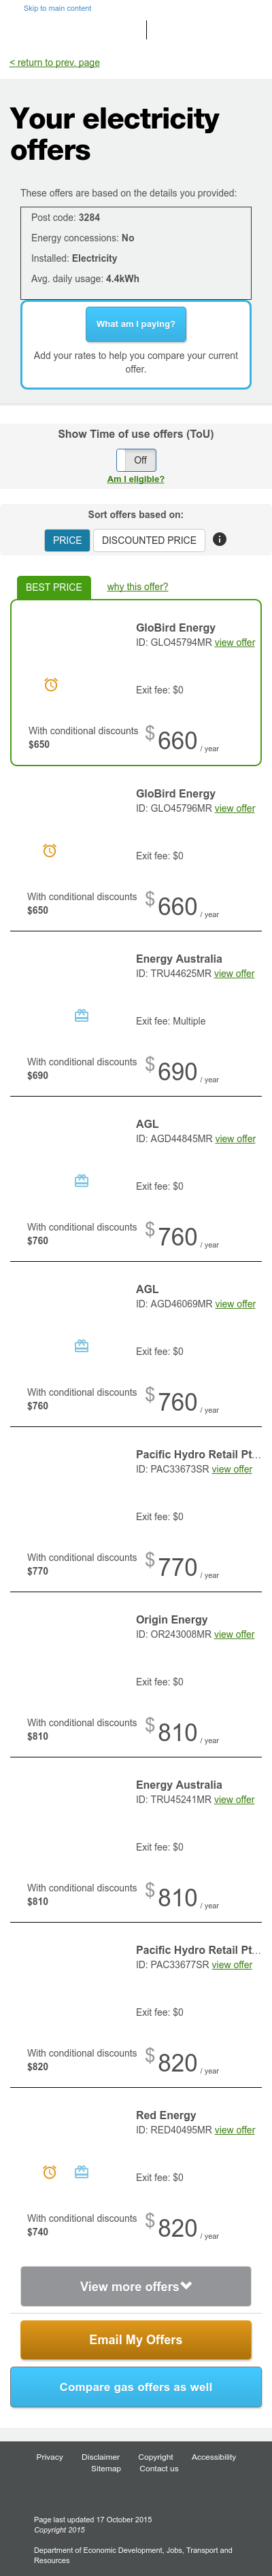 Skip to main content
< return to prev. page
Your electricity
offers
These offers are based on the details you provided:
Post code: 3284
Energy concessions: No
Installed: Electricity
Avg. daily usage: 4.4kWh
What am I paying?
Add your rates to help you compare your current
offer.
Show Time of use offers (ToU)
Off
Am I eligible?
Sort offers based on:
PRICE
DISCOUNTED PRICE
BEST PRICE
why this offer?
GloBird Energy
ID: GLO45794MR view offer
Exit fee: $0
With conditional discounts
$650
$660 / year
GloBird Energy
ID: GLO45796MR view offer
Exit fee: $0
With conditional discounts
$650
$660 / year
Energy Australia
ID: TRU44625MR view offer
Exit fee: Multiple
With conditional discounts
$690
$690 / year
AGL
ID: AGD44845MR view offer
Exit fee: $0
With conditional discounts
$760
$760 / year
AGL
ID: AGD46069MR view offer
Exit fee: $0
With conditional discounts
$760
$760 / year
Pacific Hydro Retail Pt...
ID: PAC33673SR view offer
Exit fee: $0
With conditional discounts
$770
$770 / year
Origin Energy
ID: OR243008MR view offer
Exit fee: $0
With conditional discounts
$810
$810 / year
Energy Australia
ID: TRU45241MR view offer
Exit fee: $0
With conditional discounts
$810
$810 / year
Pacific Hydro Retail Pt...
ID: PAC33677SR view offer
Exit fee: $0
With conditional discounts
$820
$820 / year
Red Energy
ID: RED40495MR view offer
Exit fee: $0
With conditional discounts
$740
$820 / year
View more offers
Email My Offers
Compare gas offers as well
Privacy Disclaimer Copyright Accessibility
Sitemap Contact us
Page last updated 17 October 2015
Copyright 2015
Department of Economic Development, Jobs, Transport and
Resources